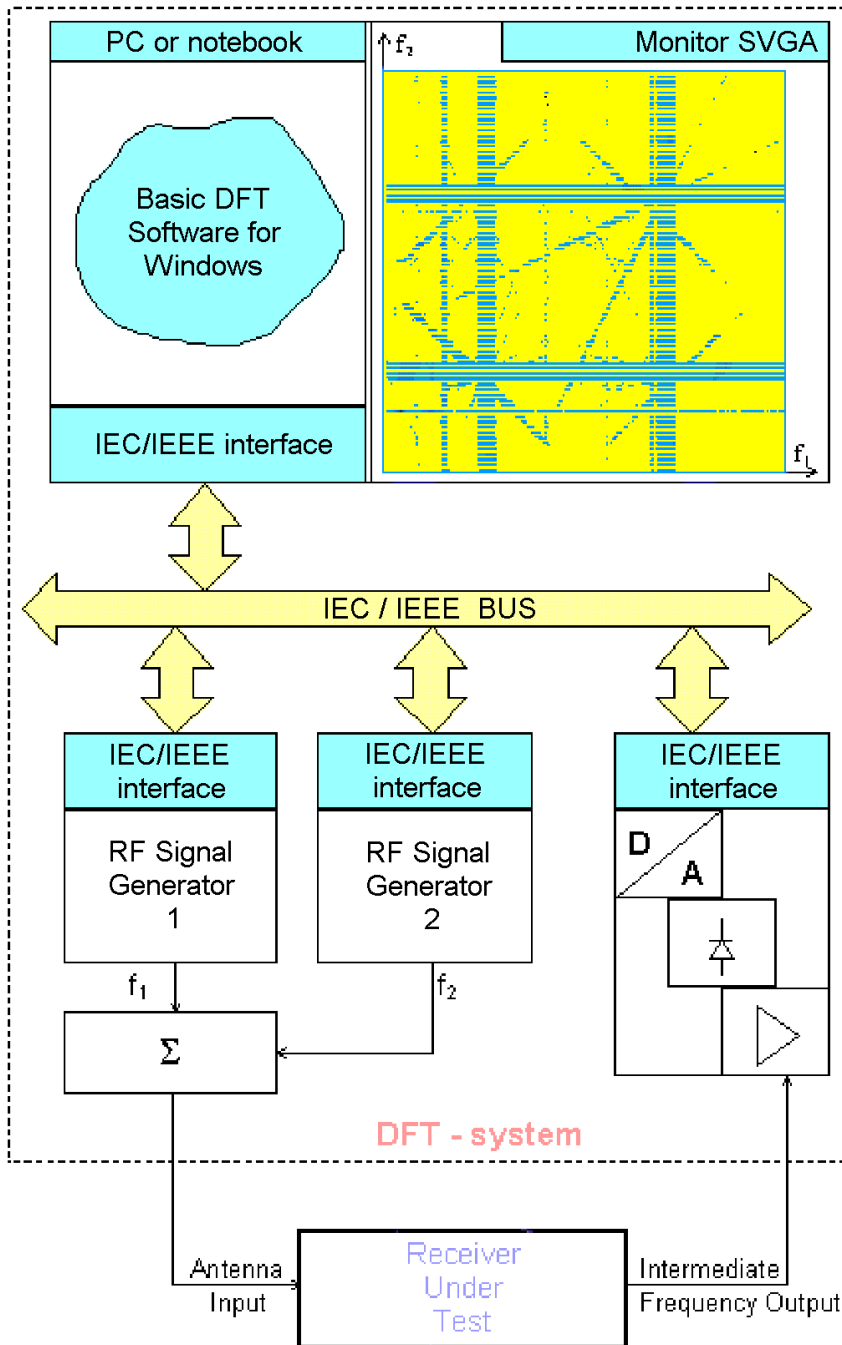 PC or notebook
Monitor SVGA
f₂
Basic DFT
Software for
Windows
IEC/IEEE interface
f₁
IEC / IEEE BUS
IEC/IEEE
interface
IEC/IEEE
interface
IEC/IEEE
interface
RF Signal
Generator
1
RF Signal
Generator
2
D
A
f₁
f₂
Σ
DFT - system
Antenna
Input
Receiver
Under
Test
Intermediate
Frequency Output